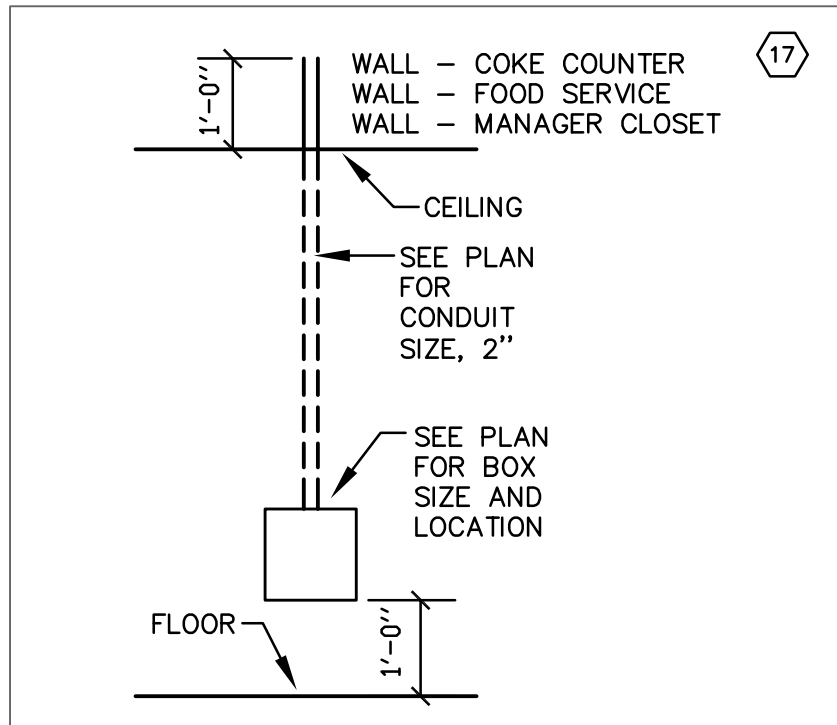 WALL – COKE COUNTER
WALL – FOOD SERVICE
WALL – MANAGER CLOSET
17
1'-0"
CEILING
SEE PLAN
FOR
CONDUIT
SIZE, 2"
SEE PLAN
FOR BOX
SIZE AND
LOCATION
FLOOR
1'-0"